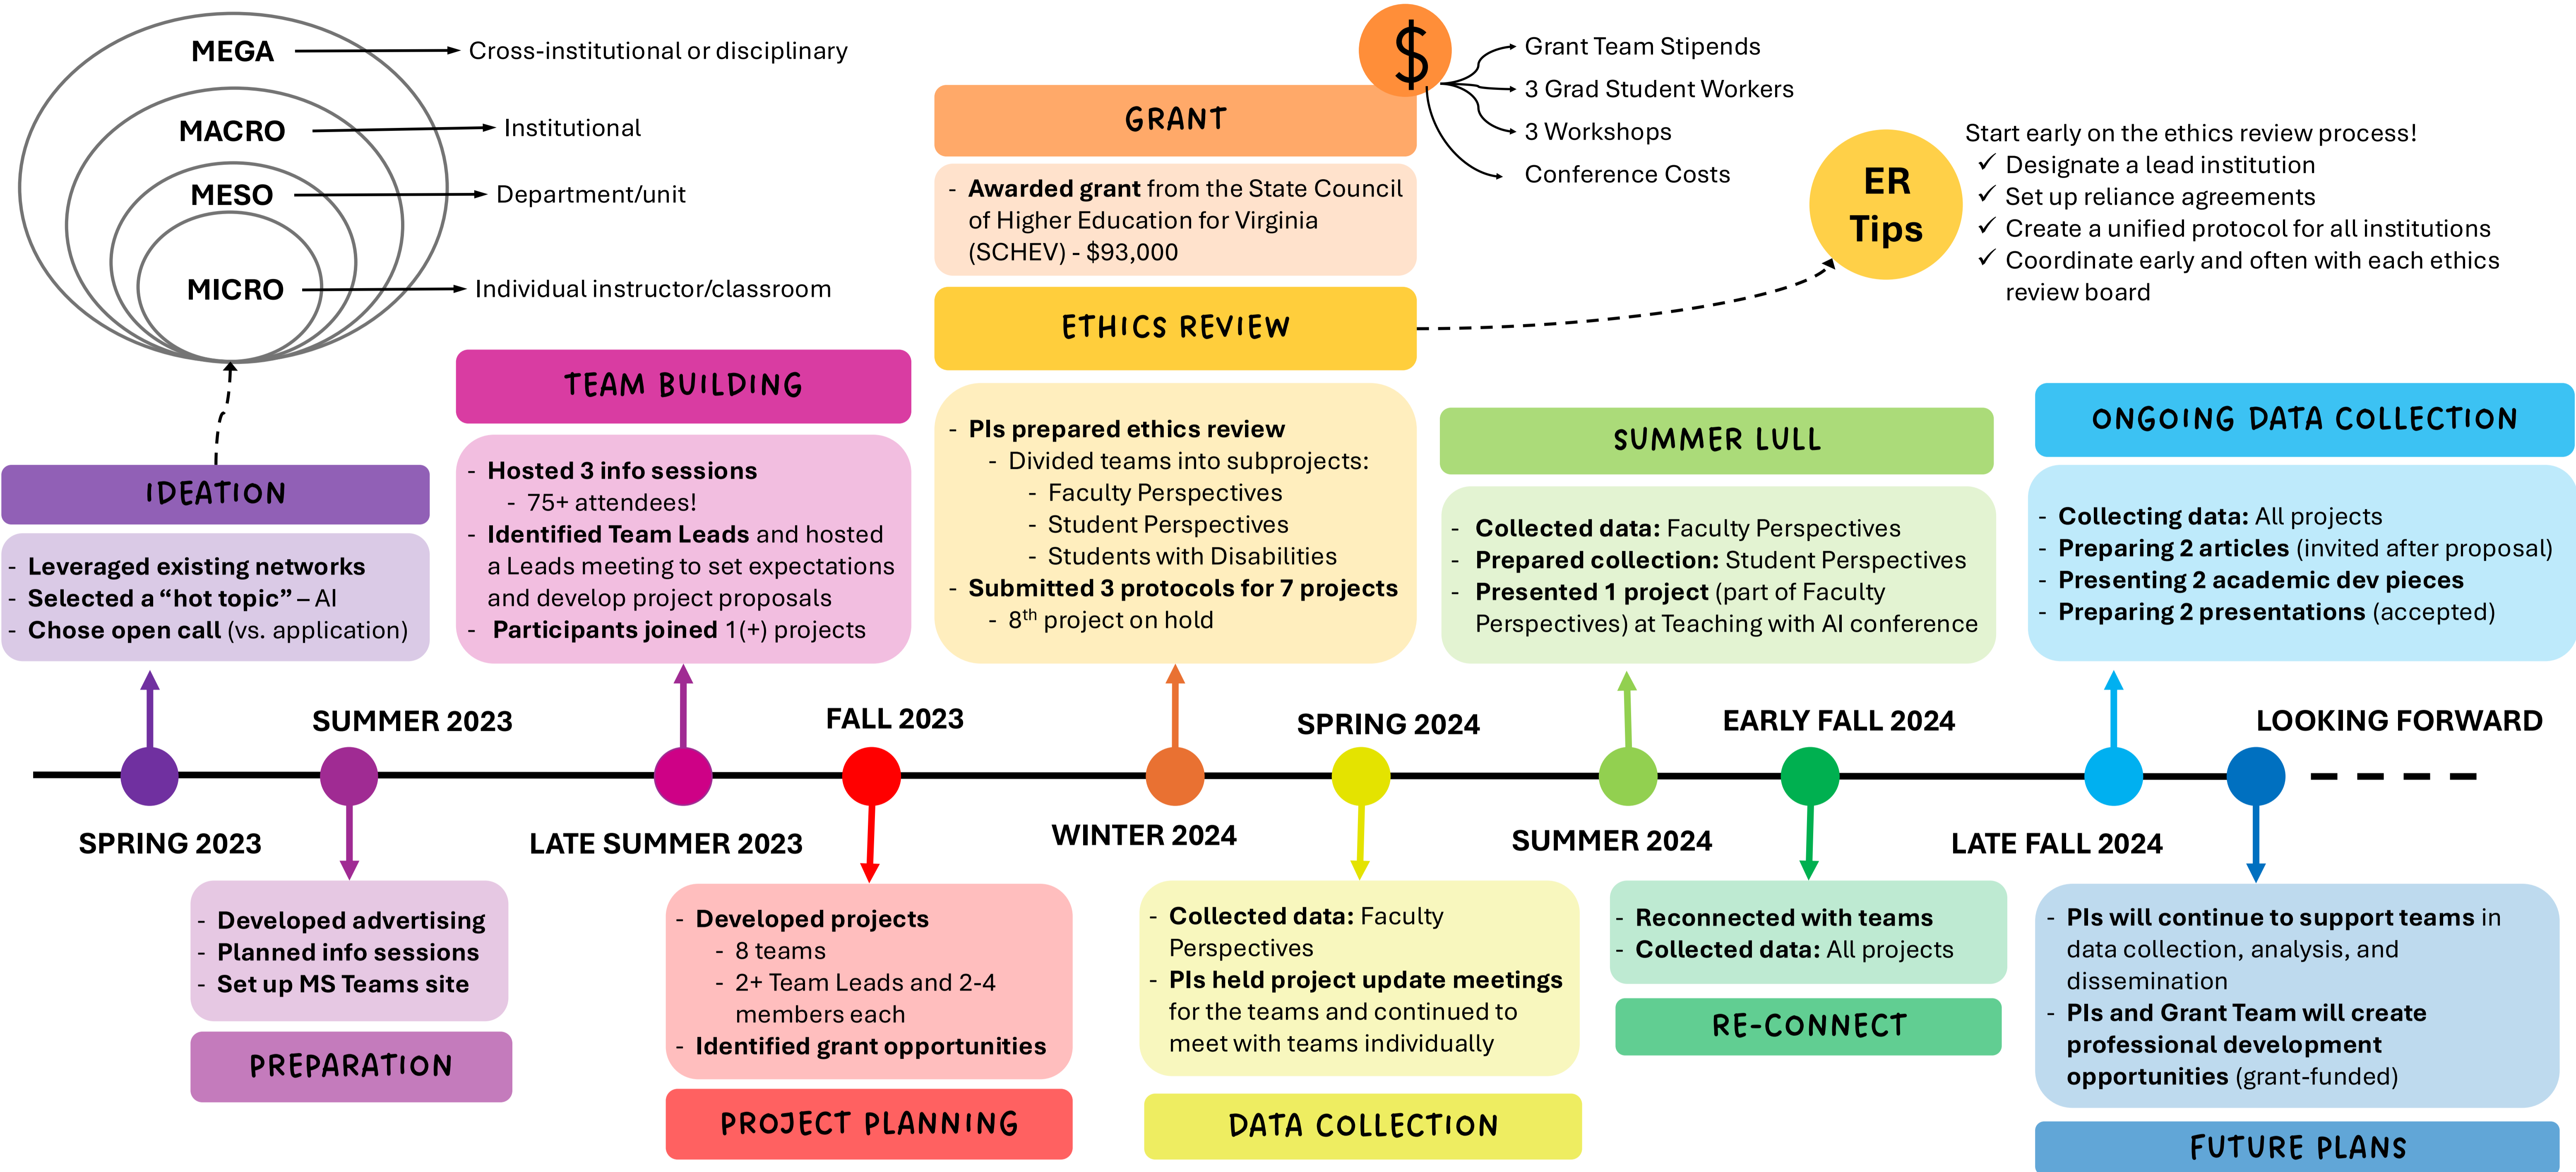 MEGA
Cross-institutional or disciplinary
MACRO
Institutional
MESO
Department/unit
MICRO
Individual instructor/classroom
$
Grant Team Stipends
3 Grad Student Workers
3 Workshops
Conference Costs
GRANT
- Awarded grant from the State Council
of Higher Education for Virginia
(SCHEV) - $93,000
ETHICS REVIEW
ER
Tips
Start early on the ethics review process!
✓ Designate a lead institution
✓ Set up reliance agreements
✓ Create a unified protocol for all institutions
✓ Coordinate early and often with each ethics
review board
IDEATION
- Leveraged existing networks
- Selected a “hot topic” – AI
- Chose open call (vs. application)
TEAM BUILDING
- Hosted 3 info sessions
- 75+ attendees!
- Identified Team Leads and hosted
a Leads meeting to set expectations
and develop project proposals
- Participants joined 1(+) projects
- PIs prepared ethics review
- Divided teams into subprojects:
- Faculty Perspectives
- Student Perspectives
- Students with Disabilities
- Submitted 3 protocols for 7 projects
- 8th project on hold
SUMMER LULL
- Collected data: Faculty Perspectives
- Prepared collection: Student Perspectives
- Presented 1 project (part of Faculty
Perspectives) at Teaching with AI conference
ONGOING DATA COLLECTION
- Collecting data: All projects
- Preparing 2 articles (invited after proposal)
- Presenting 2 academic dev pieces
- Preparing 2 presentations (accepted)
SUMMER 2023
FALL 2023
SPRING 2024
EARLY FALL 2024
LOOKING FORWARD
SPRING 2023
LATE SUMMER 2023
WINTER 2024
SUMMER 2024
LATE FALL 2024
- Developed advertising
- Planned info sessions
- Set up MS Teams site
PREPARATION
- Developed projects
- 8 teams
- 2+ Team Leads and 2-4
members each
- Identified grant opportunities
PROJECT PLANNING
- Collected data: Faculty
Perspectives
- PIs held project update meetings
for the teams and continued to
meet with teams individually
DATA COLLECTION
- Reconnected with teams
- Collected data: All projects
RE-CONNECT
- PIs will continue to support teams in
data collection, analysis, and
dissemination
- PIs and Grant Team will create
professional development
opportunities (grant-funded)
FUTURE PLANS